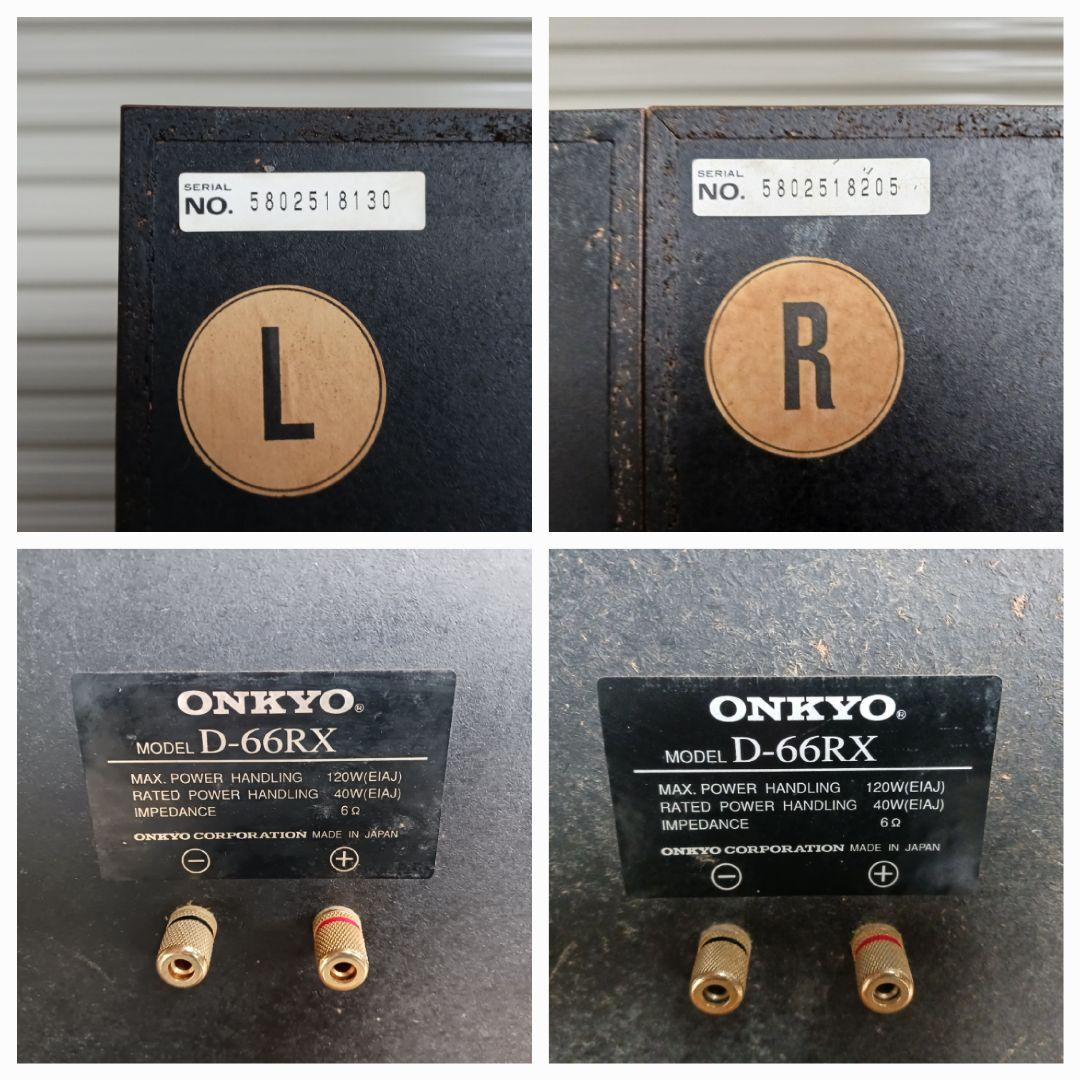 SERIAL
NO. 5802518130
L
SERIAL
NO. 5802518205
R
ONKYO®
MODEL D-66RX
MAX. POWER HANDLING 120W(EIAJ)
RATED POWER HANDLING 40W(EIAJ)
IMPEDANCE 6Ω
ONKYO CORPORATION MADE IN JAPAN
⊖ ⊕
ONKYO®
MODEL D-66RX
MAX. POWER HANDLING 120W(EIAJ)
RATED POWER HANDLING 40W(EIAJ)
IMPEDANCE 6Ω
ONKYO CORPORATION MADE IN JAPAN
⊖ ⊕